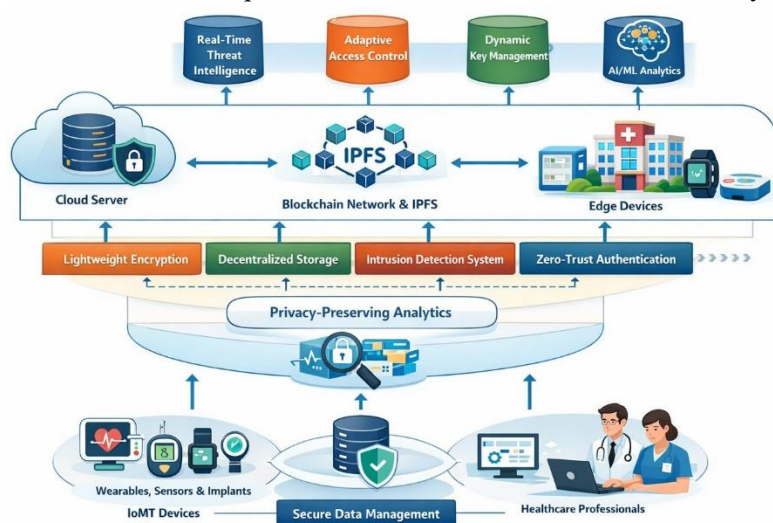 Real-Time
Threat
Intelligence
Adaptive
Access Control
Dynamic
Key Management
AI/ML Analytics
IPFS
Cloud Server
Blockchain Network & IPFS
Edge Devices
Lightweight Encryption
Decentralized Storage
Intrusion Detection System
Zero-Trust Authentication
Privacy-Preserving Analytics
Wearables, Sensors & Implants
IoMT Devices
Secure Data Management
Healthcare Professionals